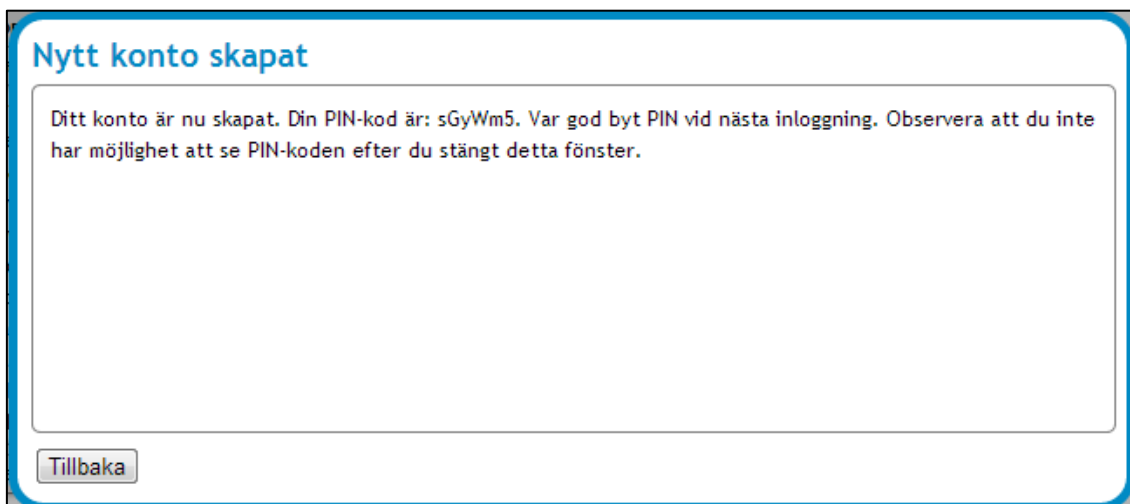 Nytt konto skapat
Ditt konto är nu skapat. Din PIN-kod är: sGyWm5. Var god byt PIN vid nästa inloggning. Observera att du inte
har möjlighet att se PIN-koden efter du stängt detta fönster.
Tillbaka